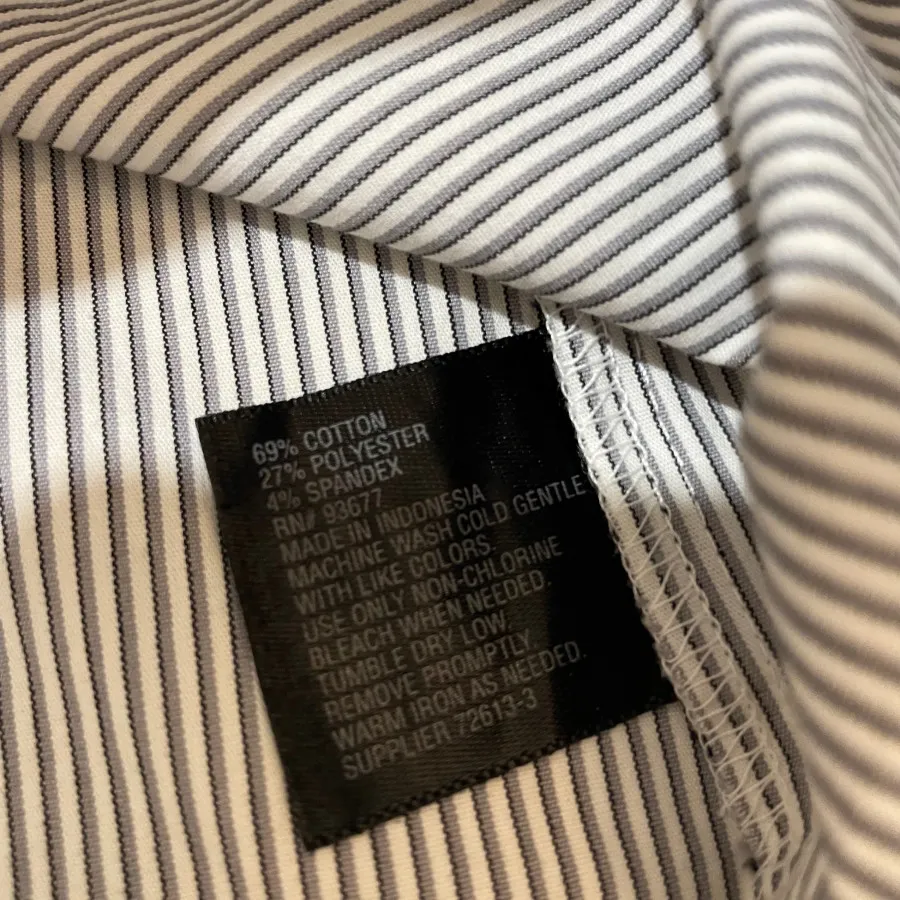 69% COTTON
27% POLYESTER
4% SPANDEX
RN# 93677
MADE IN INDONESIA
MACHINE WASH COLD GENTLE
WITH LIKE COLORS.
USE ONLY NON-CHLORINE
BLEACH WHEN NEEDED.
TUMBLE DRY LOW
REMOVE PROMPTLY.
WARM IRON AS NEEDED.
SUPPLIER 72613-3